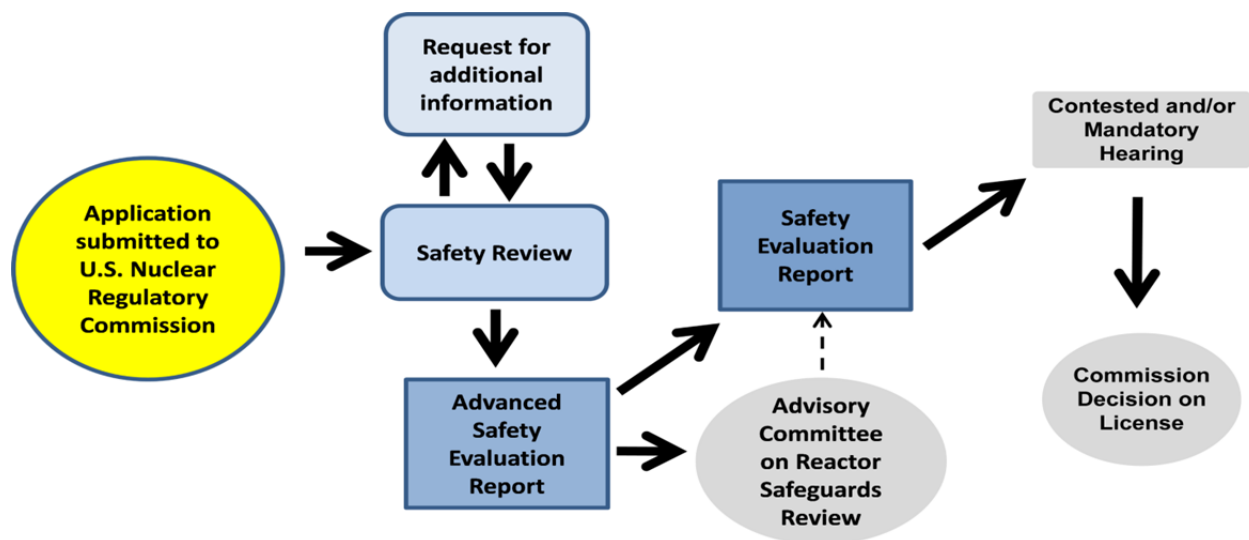 Application
submitted to
U.S. Nuclear
Regulatory
Commission
Request for
additional
information
Safety Review
Advanced
Safety
Evaluation
Report
Safety
Evaluation
Report
Advisory
Committee
on Reactor
Safeguards
Review
Contested and/or
Mandatory
Hearing
Commission
Decision on
License